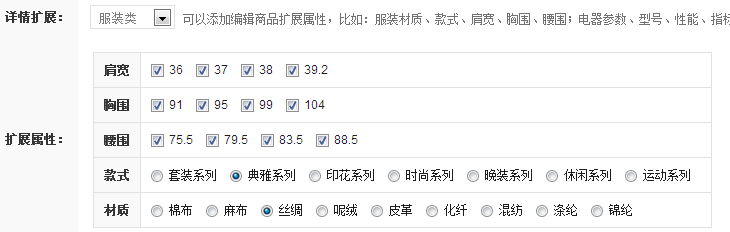 详情扩展： 服装类 可以添加编辑商品扩展属性，比如：服装材质、款式、肩宽、胸围、腰围；电器参数、型号、性能、指标
肩宽 36 37 38 39.2
胸围 91 95 99 104
扩展属性： 腰围 75.5 79.5 83.5 88.5
款式 套装系列 典雅系列 印花系列 时尚系列 晚装系列 休闲系列 运动系列
材质 棉布 麻布 丝绸 呢绒 皮革 化纤 混纺 涤纶 锦纶